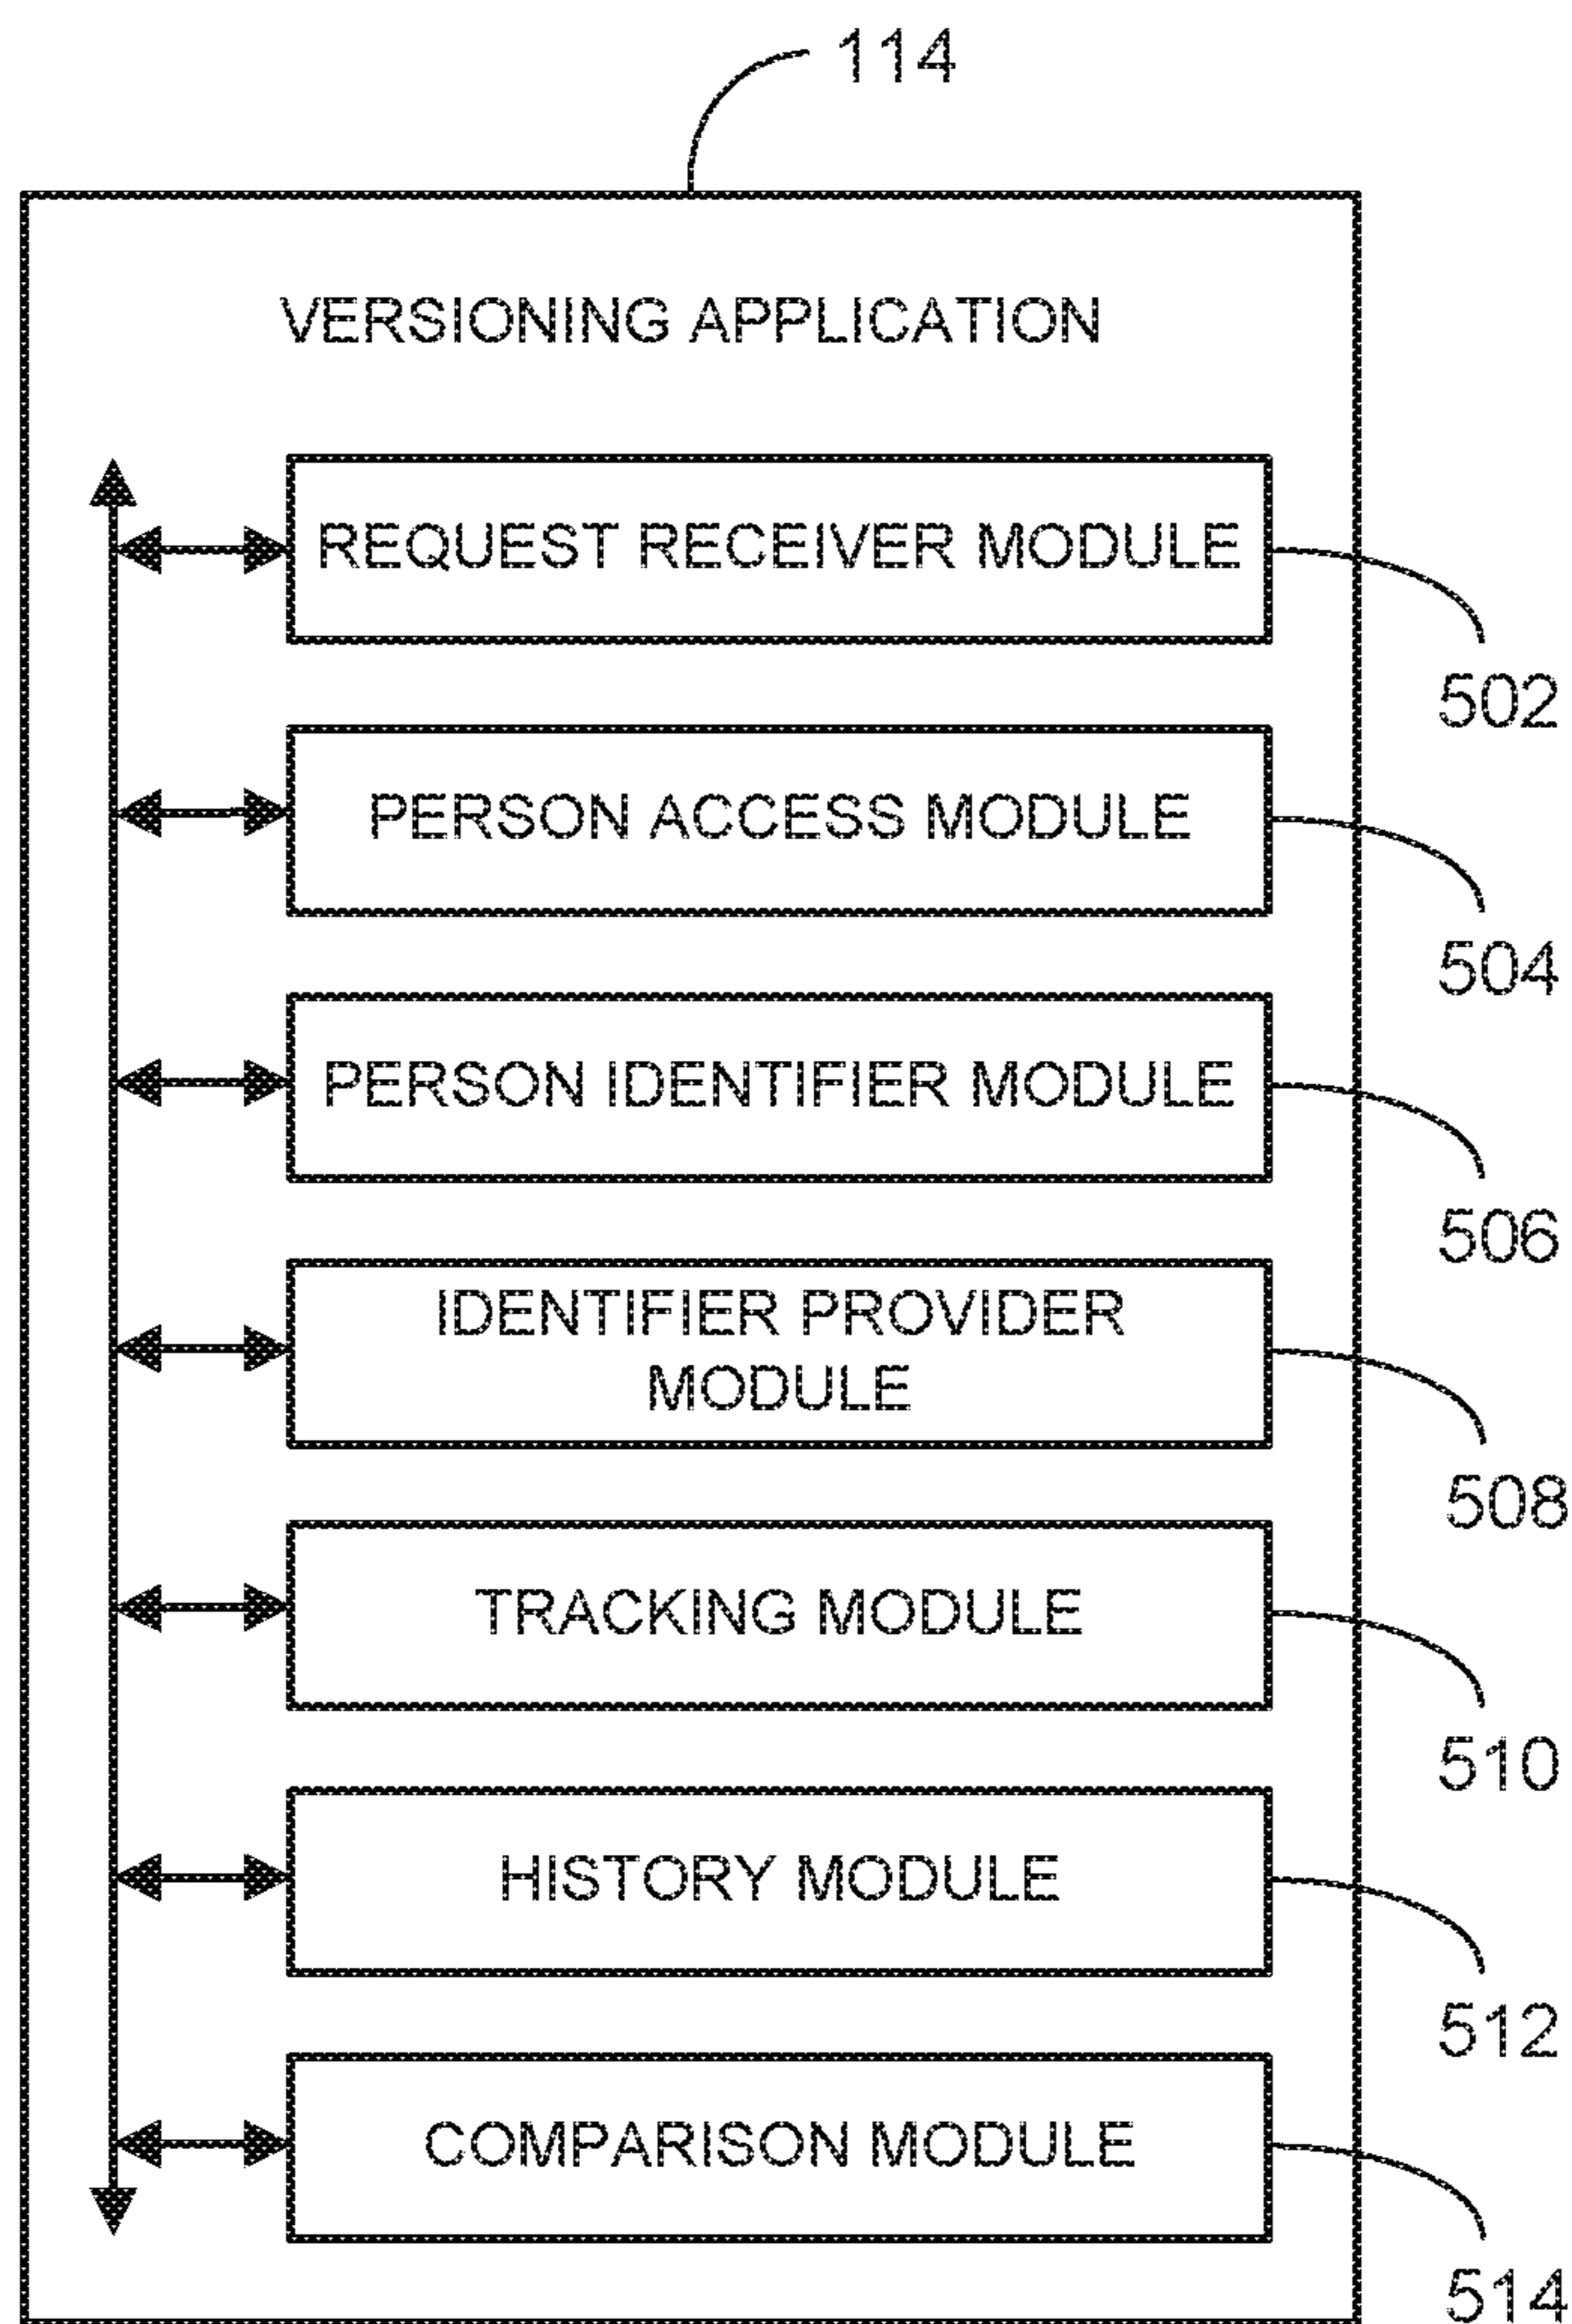 114
VERSIONING APPLICATION
REQUEST RECEIVER MODULE
502
PERSON ACCESS MODULE
504
PERSON IDENTIFIER MODULE
506
IDENTIFIER PROVIDER
MODULE
508
TRACKING MODULE
510
HISTORY MODULE
512
COMPARISON MODULE
514